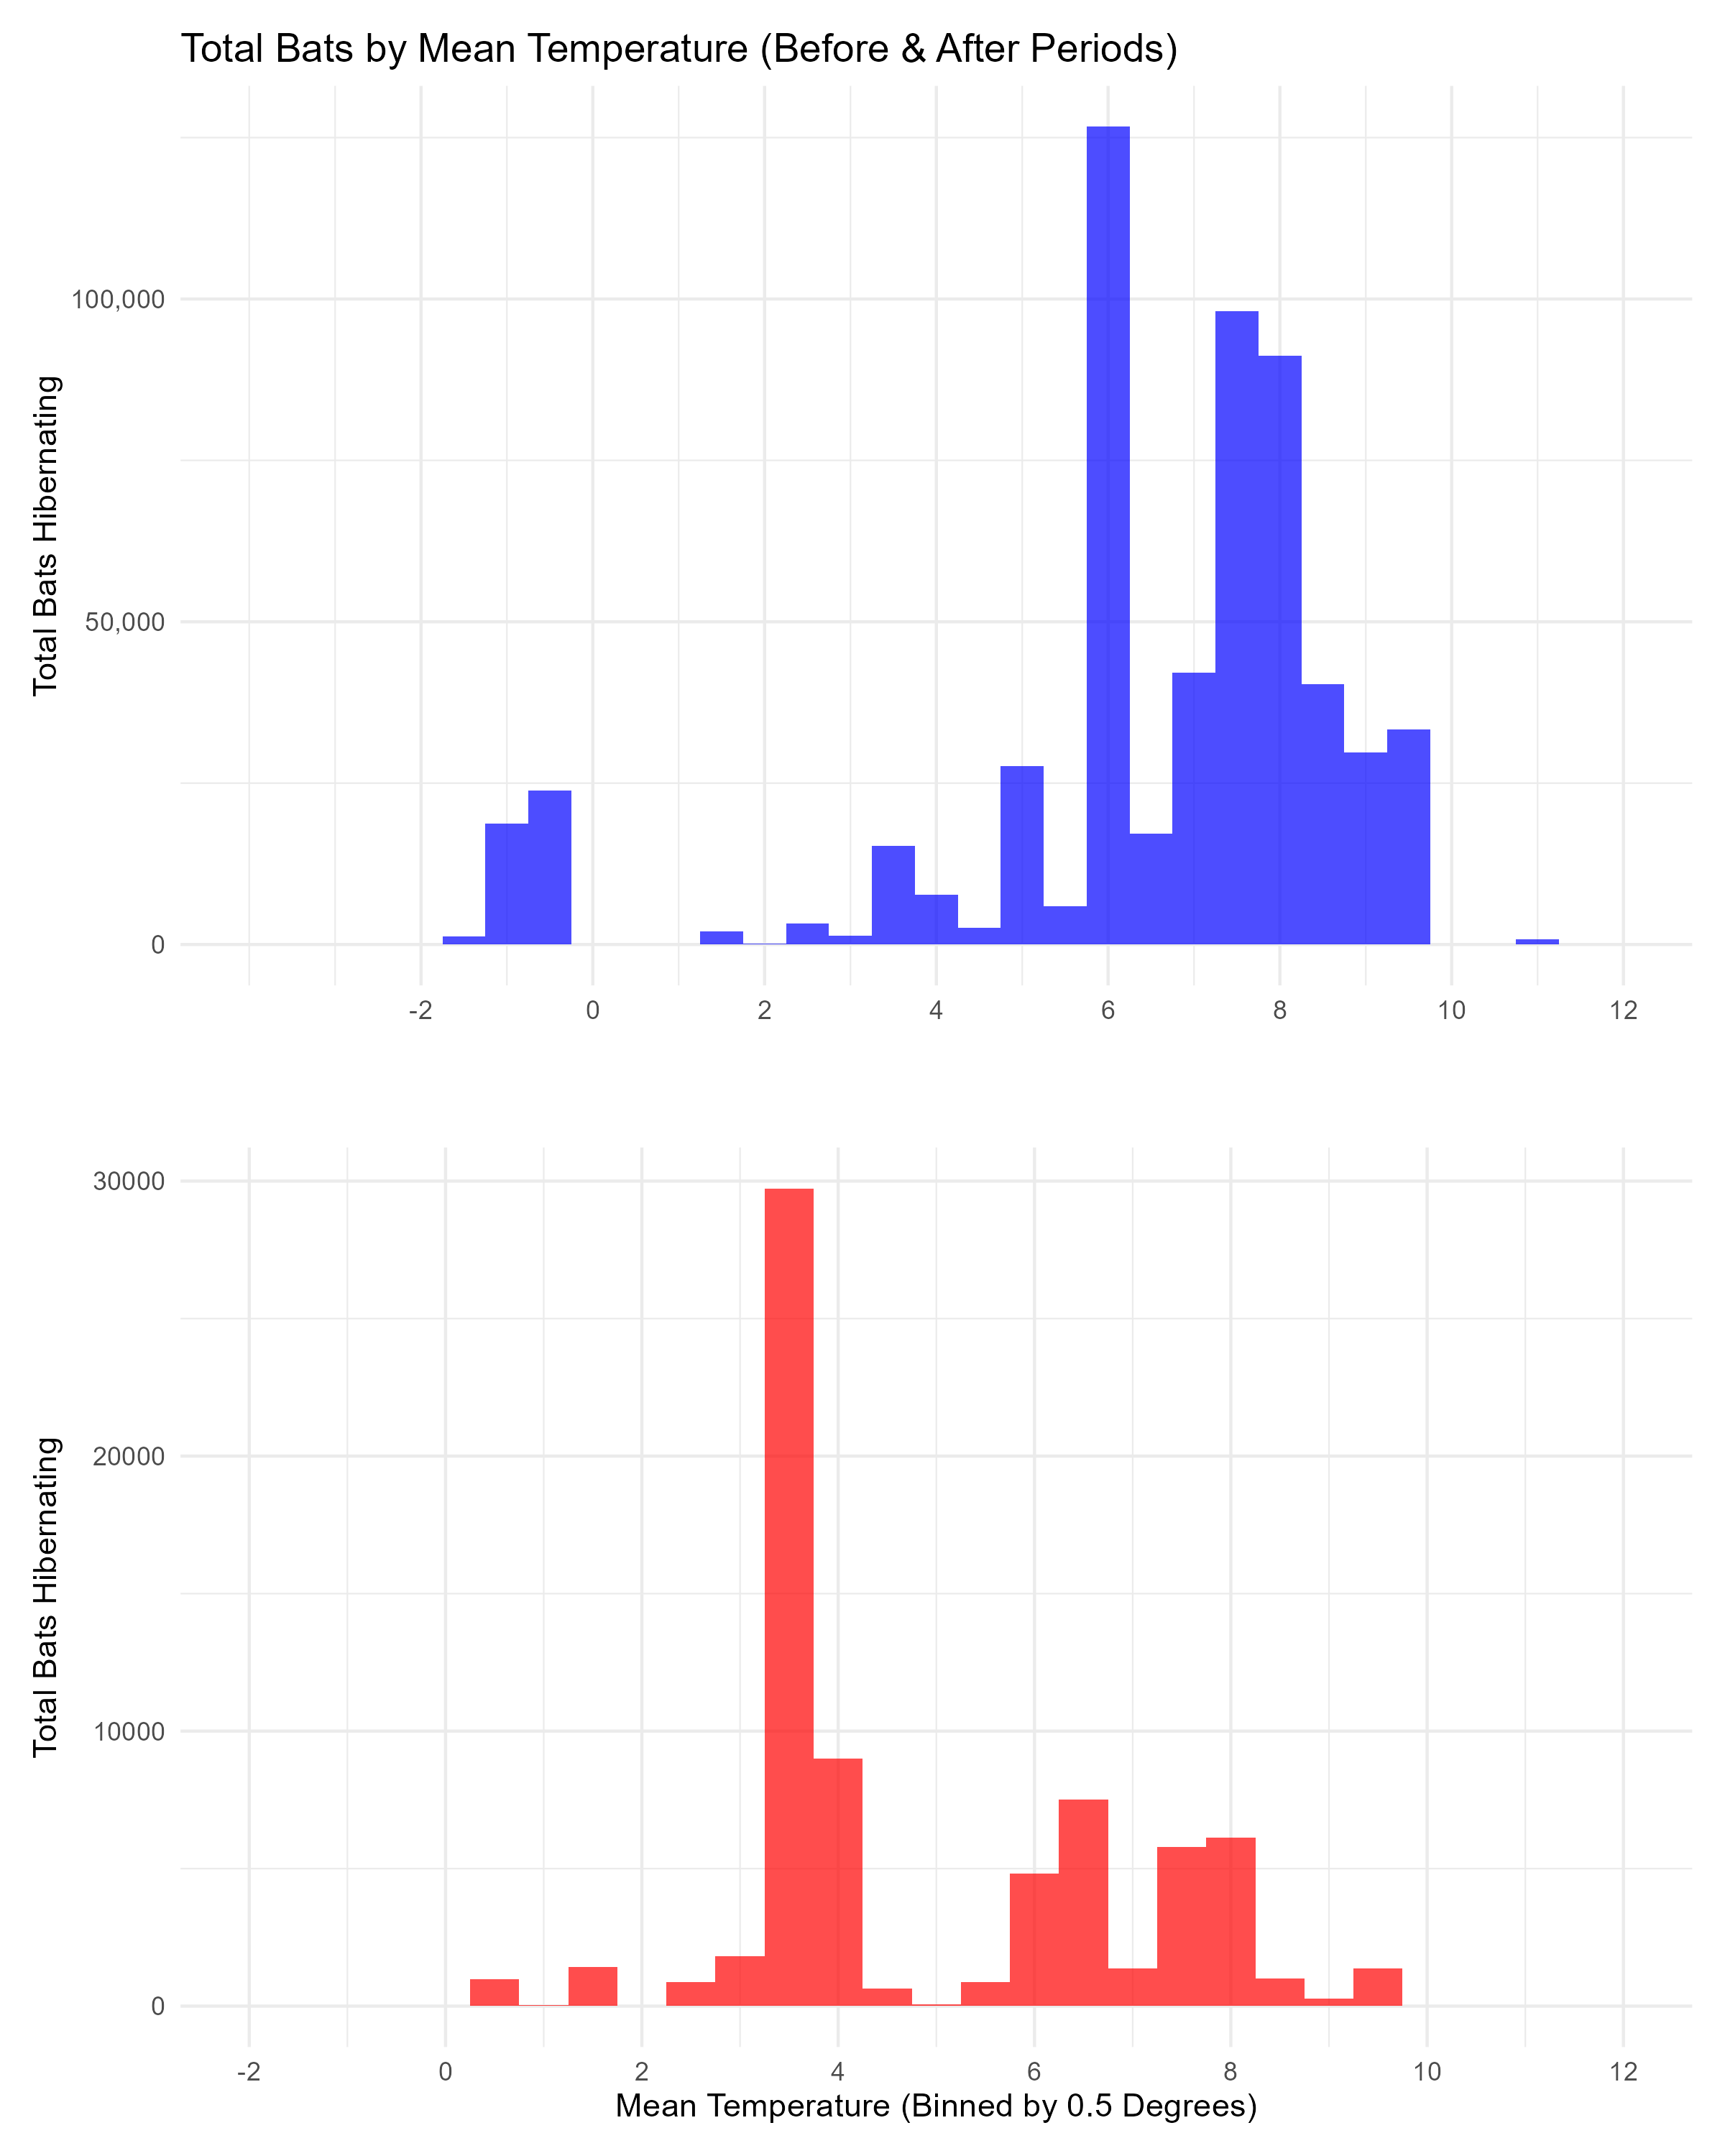 Total Bats by Mean Temperature (Before & After Periods)
Total Bats Hibernating
100,000
50,000
0
-2 0 2 4 6 8 10 12
Total Bats Hibernating
30000
20000
10000
0
-2 0 2 4 6 8 10 12
Mean Temperature (Binned by 0.5 Degrees)